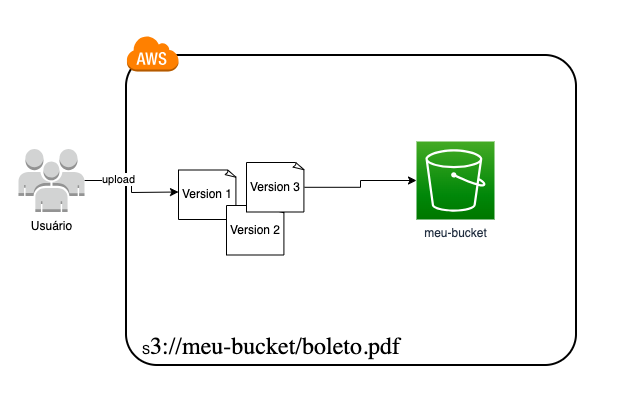 AWS
upload
Version 1
Version 3
Version 2
Usuário
meu-bucket
s3://meu-bucket/boleto.pdf